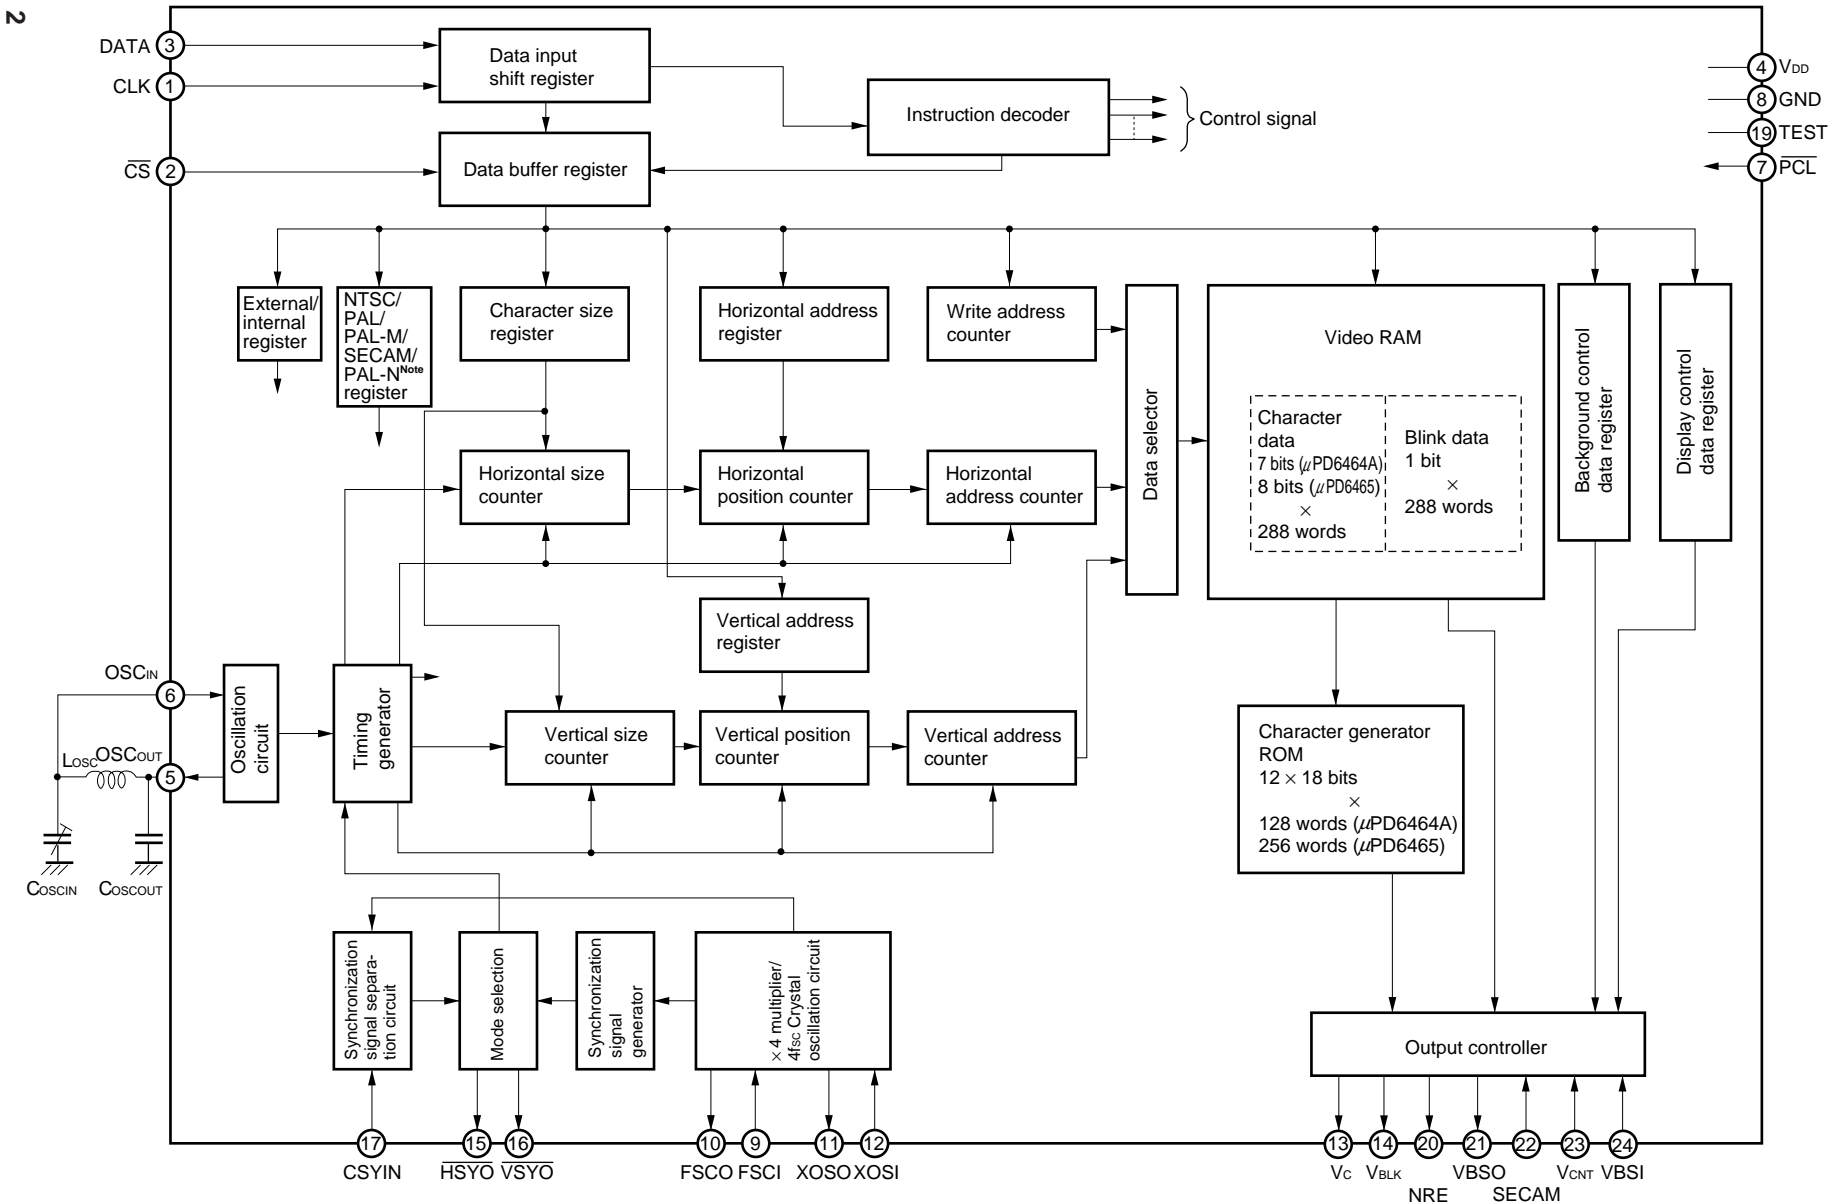 2
DATA 3
CLK 1
Data input
shift register
Instruction decoder
Control signal
4 VDD
8 GND
19 TEST
7 PCL
CS 2
Data buffer register
External/
internal
register
NTSC/
PAL/
PAL-M/
SECAM/
PAL-N Note
register
Character size
register
Horizontal address
register
Write address
counter
Data selector
Video RAM
Character
data
7 bits (μPD6464A)
8 bits (μPD6465)
×
288 words
Blink data
1 bit
×
288 words
Background control
data register
Display control
data register
Horizontal size
counter
Horizontal
position counter
Horizontal
address counter
Vertical address
register
OSCIN
6
LOSC
OSCOUT
5
COSCIN
COSCOUT
Oscillation
circuit
Timing
generator
Vertical size
counter
Vertical position
counter
Vertical address
counter
Character generator
ROM
12 × 18 bits
×
128 words (μPD6464A)
256 words (μPD6465)
Synchronization
signal separa-
tion circuit
Mode selection
Synchronization
signal
generator
× 4 multiplier/
4fsc Crystal
oscillation circuit
Output controller
17
15
16
10
9
11
12
13
14
20
21
22
23
24
CSYIN
HSYO
VSYO
FSCO
FSCI
XOSO
XOSI
VC
VBLK
NRE
VBSO
SECAM
VCNT
VBSI